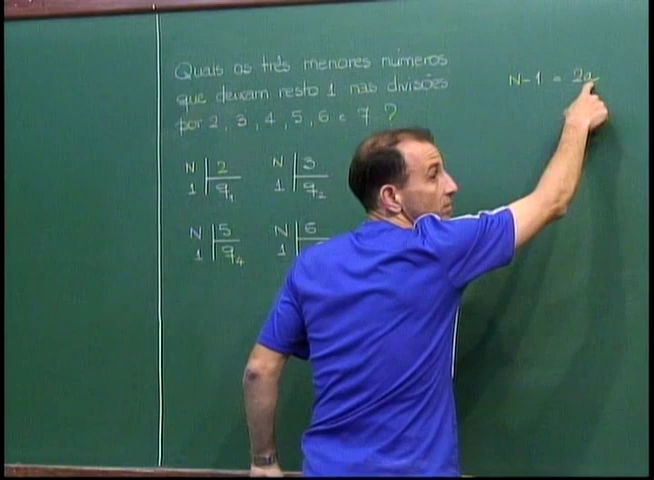 Quais os três menores números
que deixam resto 1 nas divisões
por 2, 3, 4, 5, 6 e 7 ?
N - 1 = 2q
N | 2
1 | q₁
N | 3
1 | q₂
N | 5
1 | q₄
N | 6
1 |